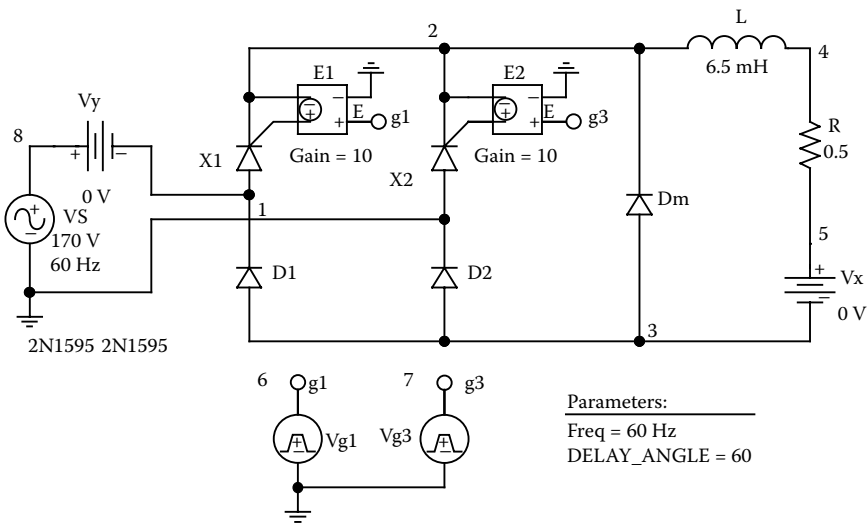 2
L
6.5 mH
4
E1
E2
Vy
8
+ −
0 V
− + E g1
− + E g3
− +
− +
Gain = 10
Gain = 10
X1
X2
R
0.5
VS
170 V
60 Hz
+
−
1
Dm
5
D1
D2
+
Vx
−
0 V
3
2N1595 2N1595
6
g1
7
g3
Vg1
+
−
Vg3
+
−
Parameters:
Freq = 60 Hz
DELAY_ANGLE = 60